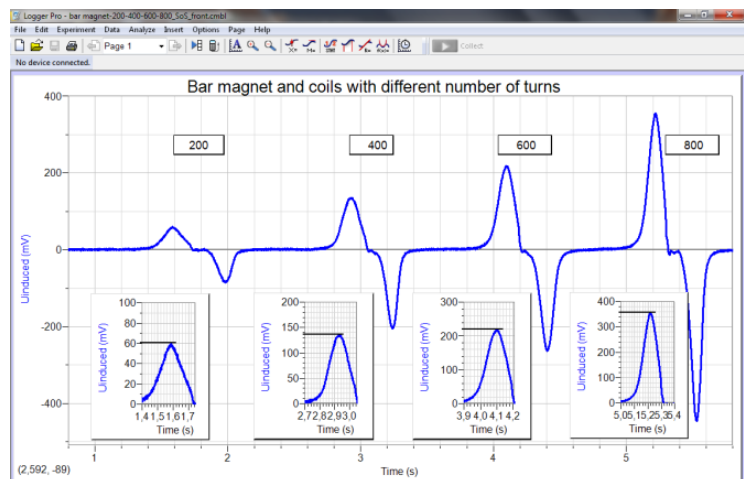 Logger Pro - bar magnet-200-400-600-800_SoS_front.cmbl
File Edit Experiment Data Analyze Insert Options Page Help
Page 1
Collect
No device connected.
Bar magnet and coils with different number of turns
400
200
0
-200
-400
Uinduced (mV)
200
400
600
800
100
80
60
40
20
0
Uinduced (mV)
1,4 1,5 1,6 1,7
Time (s)
200
150
100
50
0
Uinduced (mV)
2,7 2,8 2,9 3,0
Time (s)
300
200
100
0
Uinduced (mV)
3,9 4,0 4,1 4,2
Time (s)
400
300
200
100
0
Uinduced (mV)
5,0 5,1 5,2 5,3 5,4
Time (s)
1 2 3 4 5
(2,592, -89)
Time (s)